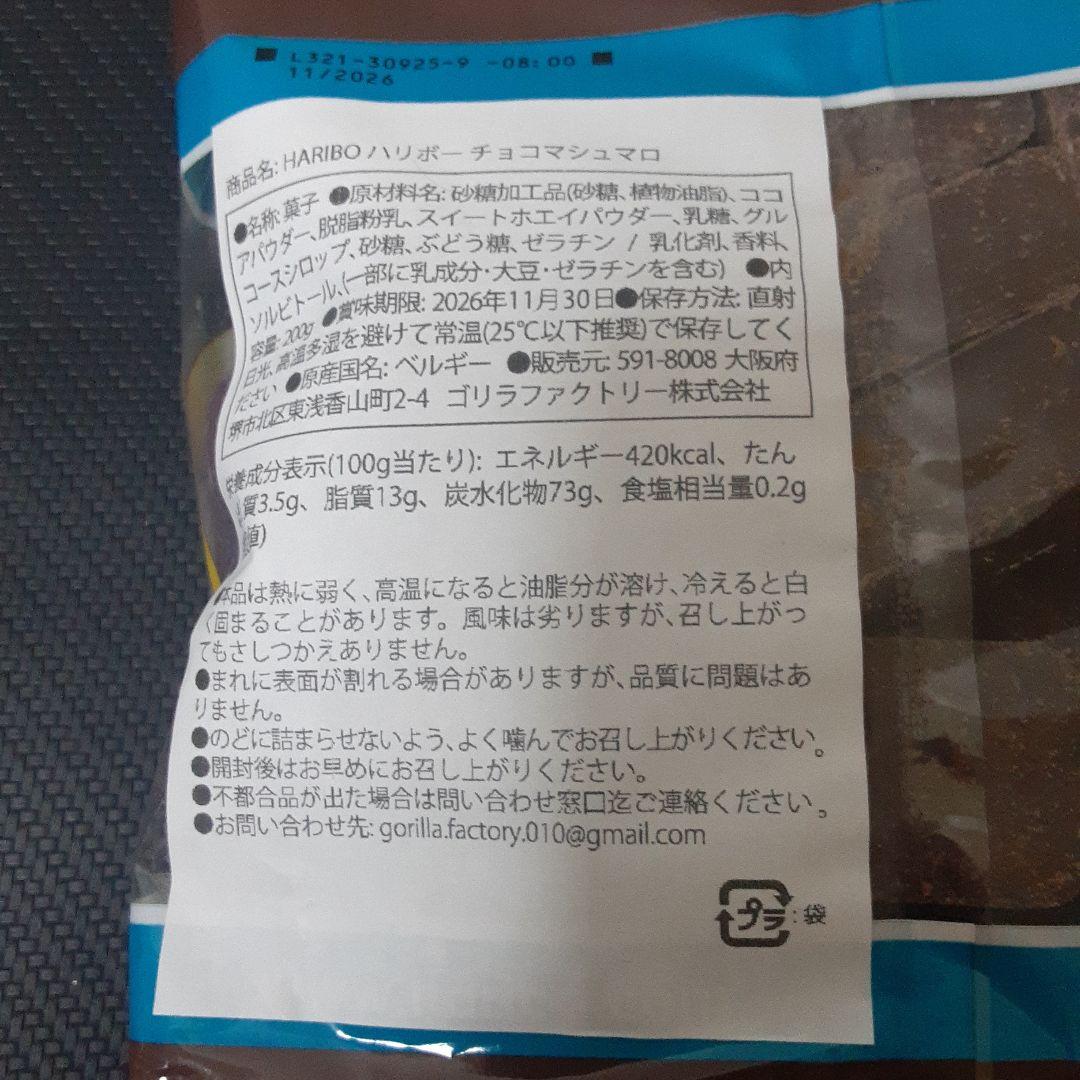 L321-30925-9 -08:00
11/2026
商品名: HARIBO ハリボー チョコマシュマロ
●名称: 菓子 ●原材料名: 砂糖加工品(砂糖、植物油脂)、ココ
アパウダー、脱脂粉乳、スイートホエイパウダー、乳糖、グル
コースシロップ、砂糖、ぶどう糖、ゼラチン / 乳化剤、香料、
ソルビトール、(一部に乳成分・大豆・ゼラチンを含む) ●内
容量: 200g ●賞味期限: 2026年11月30日●保存方法: 直射
日光、高温多湿を避けて常温(25℃以下推奨)で保存してく
ださい ●原産国名: ベルギー ●販売元: 591-8008 大阪府
堺市北区東浅香山町2-4 ゴリラファクトリー株式会社
栄養成分表示(100g当たり): エネルギー420kcal、たん
質3.5g、脂質13g、炭水化物73g、食塩相当量0.2g
値)
本品は熱に弱く、高温になると油脂分が溶け、冷えると白
く固まることがあります。風味は劣りますが、召し上がっ
てもさしつかえありません。
●まれに表面が割れる場合がありますが、品質に問題はあ
りません。
●のどに詰まらせないよう、よく噛んでお召し上がりください。
●開封後はお早めにお召し上がりください。
●不都合品が出た場合は問い合わせ窓口迄ご連絡ください。
●お問い合わせ先: gorilla.factory.010@gmail.com
プラ : 袋